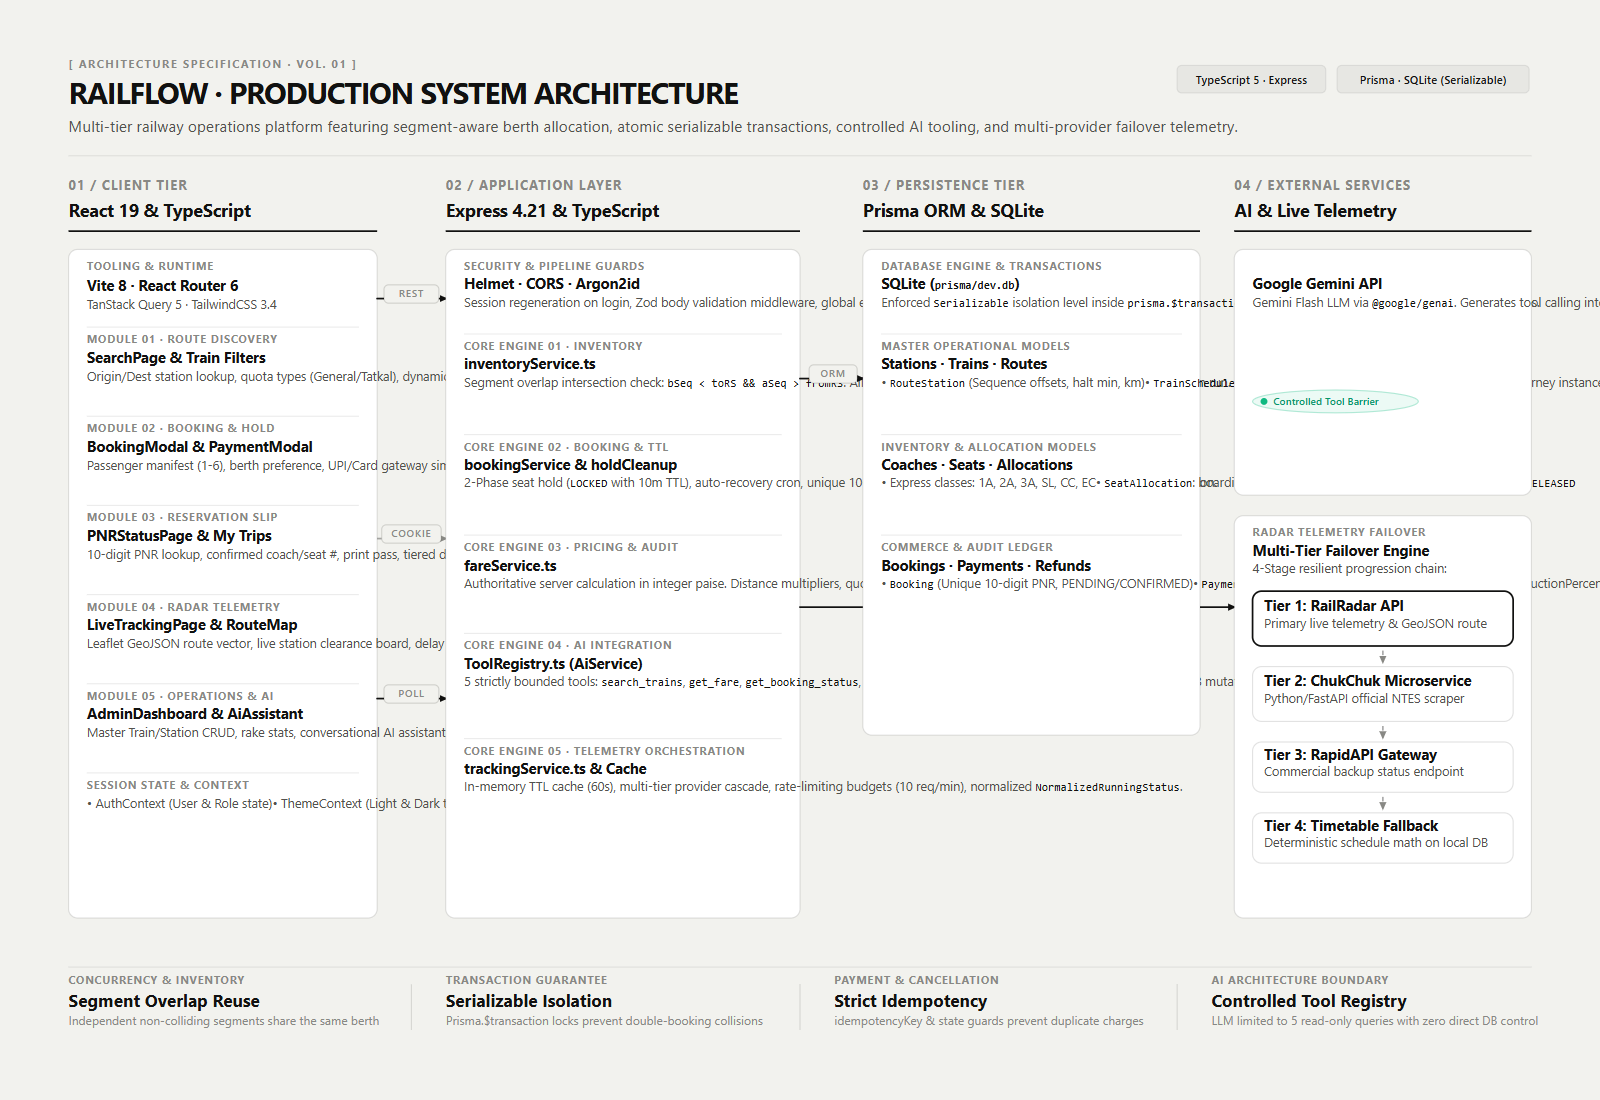 [ ARCHITECTURE SPECIFICATION · VOL. 01 ]
RAILFLOW · PRODUCTION SYSTEM ARCHITECTURE
Multi-tier railway operations platform featuring segment-aware berth allocation, atomic serializable transactions, controlled AI tooling, and multi-provider failover telemetry.
TypeScript 5 · Express
Prisma · SQLite (Serializable)
01 / CLIENT TIER
React 19 & TypeScript
TOOLING & RUNTIME
Vite 8 · React Router 6
TanStack Query 5 · TailwindCSS 3.4
MODULE 01 · ROUTE DISCOVERY
SearchPage & Train Filters
Origin/Dest station lookup, quota types (General/Tatkal),
MODULE 02 · BOOKING & HOLD
BookingModal & PaymentModal
Passenger manifest (1-6), berth preference, UPI/Card gateway
MODULE 03 · RESERVATION SLIP
PNRStatusPage & My Trips
10-digit PNR lookup, confirmed coach/seat #, print pass, tiered
MODULE 04 · RADAR TELEMETRY
LiveTrackingPage & RouteMap
Leaflet GeoJSON route vector, live station clearance board, delay
MODULE 05 · OPERATIONS & AI
AdminDashboard & AiAssistant
Master Train/Station CRUD, rake stats, conversational AI assistant
SESSION STATE & CONTEXT
• AuthContext (User & Role state)• ThemeContext (Light & Dark
REST
COOKIE
POLL
02 / APPLICATION LAYER
Express 4.21 & TypeScript
SECURITY & PIPELINE GUARDS
Helmet · CORS · Argon2id
Session regeneration on login, Zod body validation middleware, global
CORE ENGINE 01 · INVENTORY
inventoryService.ts
Segment overlap intersection check: bSeq < toRS && aSeq > fromRS.
CORE ENGINE 02 · BOOKING & TTL
bookingService & holdCleanup
2-Phase seat hold (LOCKED with 10m TTL), auto-recovery cron, unique 10
CORE ENGINE 03 · PRICING & AUDIT
fareService.ts
Authoritative server calculation in integer paise. Distance multipliers,
CORE ENGINE 04 · AI INTEGRATION
ToolRegistry.ts (AiService)
5 strictly bounded tools: search_trains, get_fare, get_booking_status,
CORE ENGINE 05 · TELEMETRY ORCHESTRATION
trackingService.ts & Cache
In-memory TTL cache (60s), multi-tier provider cascade, rate-limiting budgets (10 req/min), normalized NormalizedRunningStatus.
ORM
03 / PERSISTENCE TIER
Prisma ORM & SQLite
DATABASE ENGINE & TRANSACTIONS
SQLite (prisma/dev.db)
Enforced serializable isolation level inside prisma.$transacti
MASTER OPERATIONAL MODELS
Stations · Trains · Routes
• RouteStation (Sequence offsets, halt min, km)• TrainSchedule
INVENTORY & ALLOCATION MODELS
Coaches · Seats · Allocations
• Express classes: 1A, 2A, 3A, SL, CC, EC• SeatAllocation:
ELEASED
COMMERCE & AUDIT LEDGER
Bookings · Payments · Refunds
• Booking (Unique 10-digit PNR, PENDING/CONFIRMED)•
04 / EXTERNAL SERVICES
AI & Live Telemetry
Google Gemini API
Gemini Flash LLM via @google/genai. Generates tool calling
Controlled Tool Barrier
RADAR TELEMETRY FAILOVER
Multi-Tier Failover Engine
4-Stage resilient progression chain:
Tier 1: RailRadar API
Primary live telemetry & GeoJSON route
Tier 2: ChukChuk Microservice
Python/FastAPI official NTES scraper
Tier 3: RapidAPI Gateway
Commercial backup status endpoint
Tier 4: Timetable Fallback
Deterministic schedule math on local DB
CONCURRENCY & INVENTORY
Segment Overlap Reuse
Independent non-colliding segments share the same berth
TRANSACTION GUARANTEE
Serializable Isolation
Prisma.$transaction locks prevent double-booking collisions
PAYMENT & CANCELLATION
Strict Idempotency
idempotencyKey & state guards prevent duplicate charges
AI ARCHITECTURE BOUNDARY
Controlled Tool Registry
LLM limited to 5 read-only queries with zero direct DB control